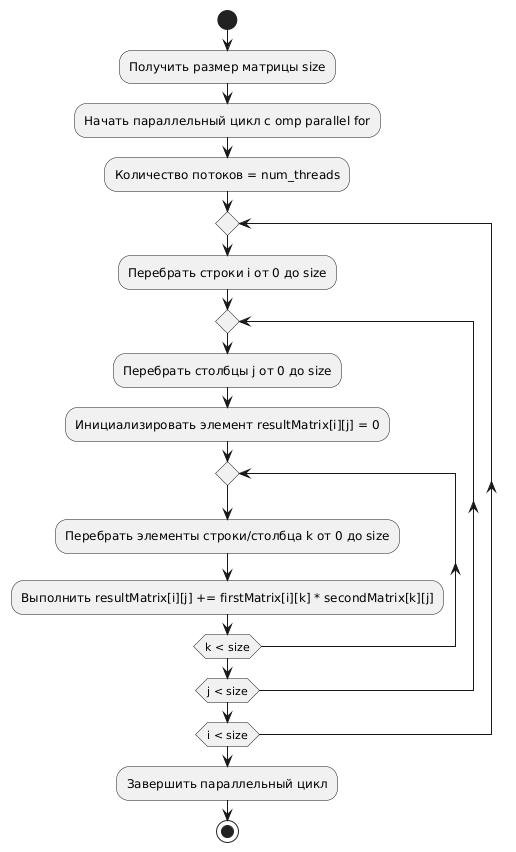 Получить размер матрицы size
Начать параллельный цикл с omp parallel for
Количество потоков = num_threads
Перебрать строки i от 0 до size
Перебрать столбцы j от 0 до size
Инициализировать элемент resultMatrix[i][j] = 0
Перебрать элементы строки/столбца k от 0 до size
Выполнить resultMatrix[i][j] += firstMatrix[i][k] * secondMatrix[k][j]
k < size
j < size
i < size
Завершить параллельный цикл